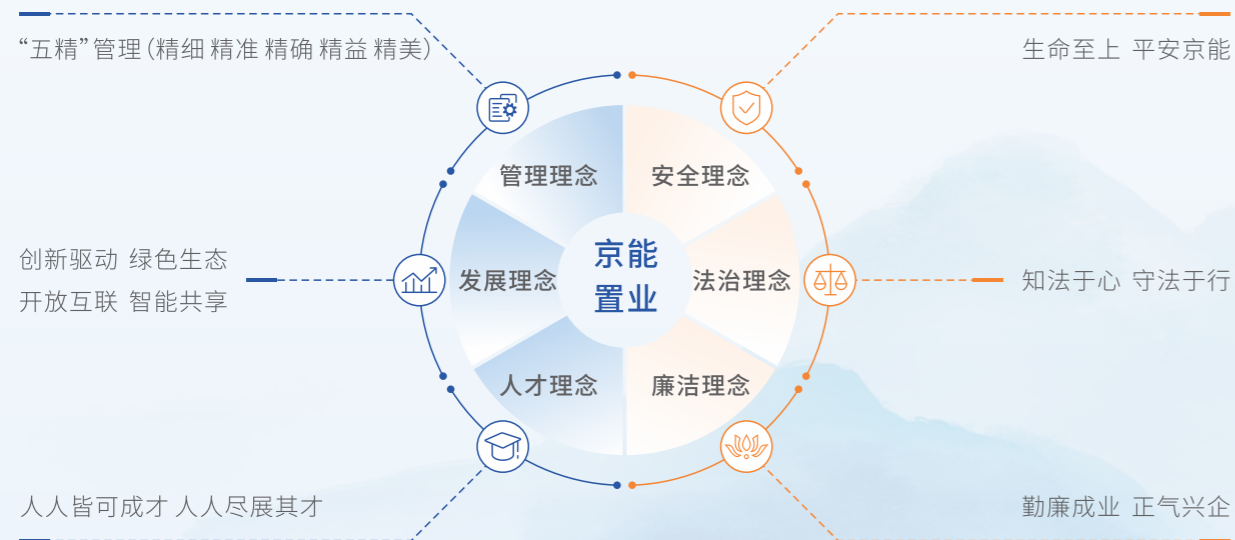 “五精”管理（精细 精准 精确 精益 精美）
生命至上 平安京能
管理理念
安全理念
创新驱动 绿色生态
开放互联 智能共享
发展理念
京能
置业
法治理念
知法于心 守法于行
人才理念
廉洁理念
人人皆可成才 人人尽展其才
勤廉成业 正气兴企